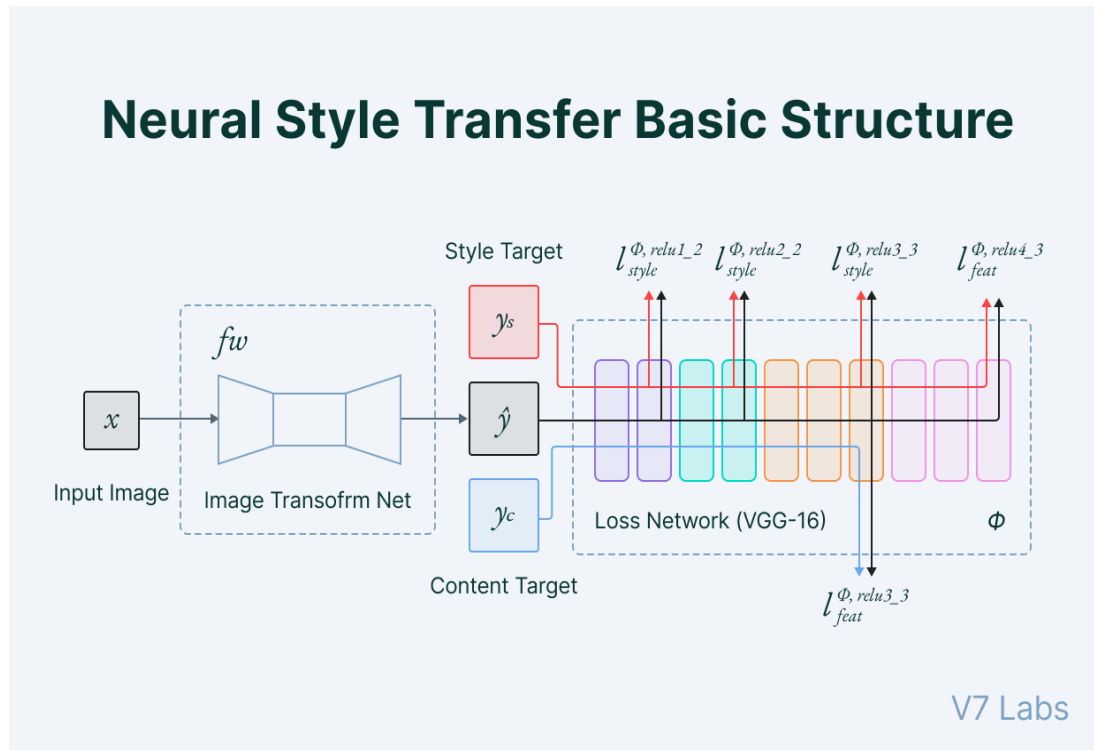 Neural Style Transfer Basic Structure
Style Target
l style Φ, relu1_2
l style Φ, relu2_2
l style Φ, relu3_3
l feat Φ, relu4_3
fw
ys
x
ŷ
Input Image
Image Transofrm Net
yc
Loss Network (VGG-16)
Φ
Content Target
l feat Φ, relu3_3
V7 Labs